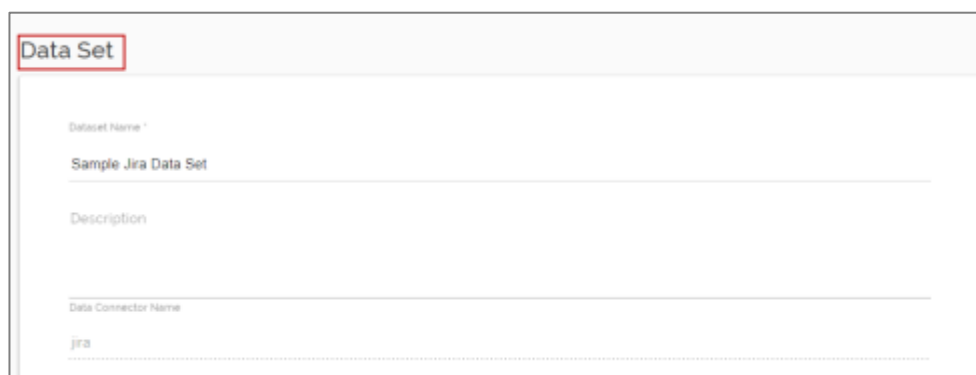 Data Set
Dataset Name *
Sample Jira Data Set
Description
Data Connector Name
jira